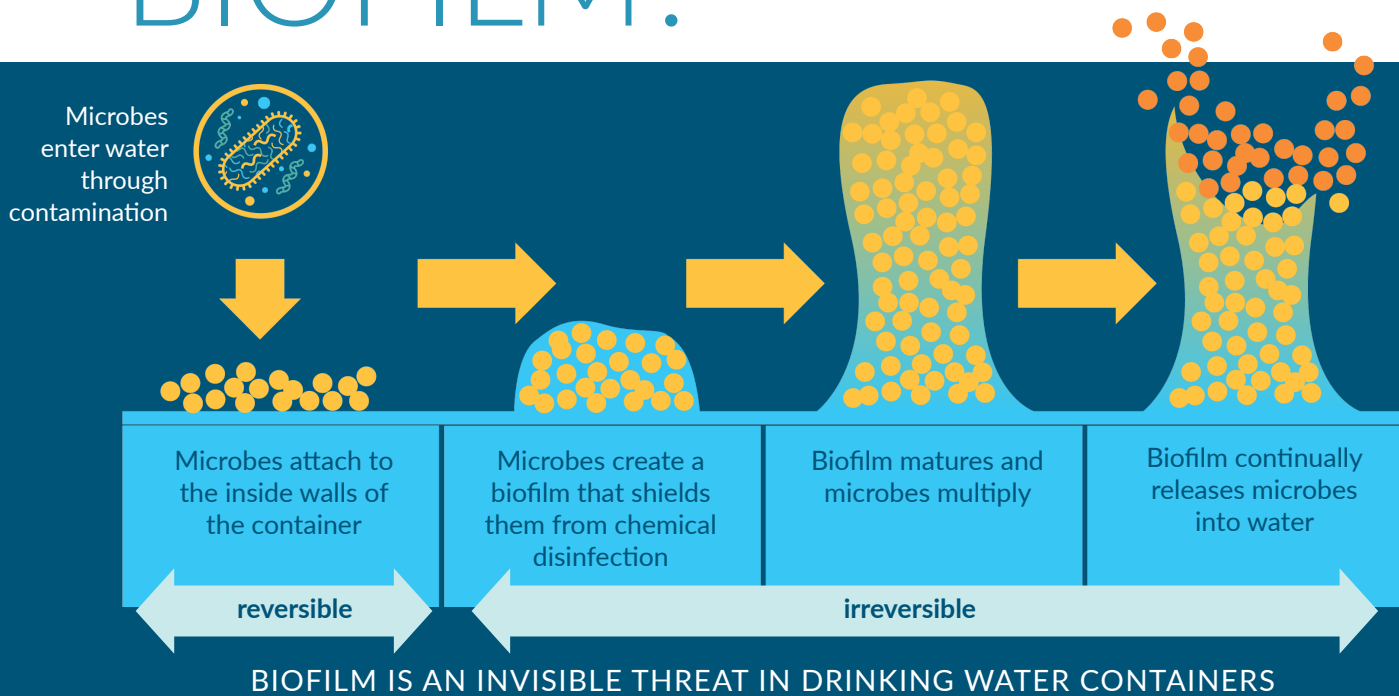 BIOFILM?
Microbes
enter water
through
contamination
Microbes attach to
the inside walls of
the container
Microbes create a
biofilm that shields
them from chemical
disinfection
Biofilm matures and
microbes multiply
Biofilm continually
releases microbes
into water
reversible
irreversible
BIOFILM IS AN INVISIBLE THREAT IN DRINKING WATER CONTAINERS